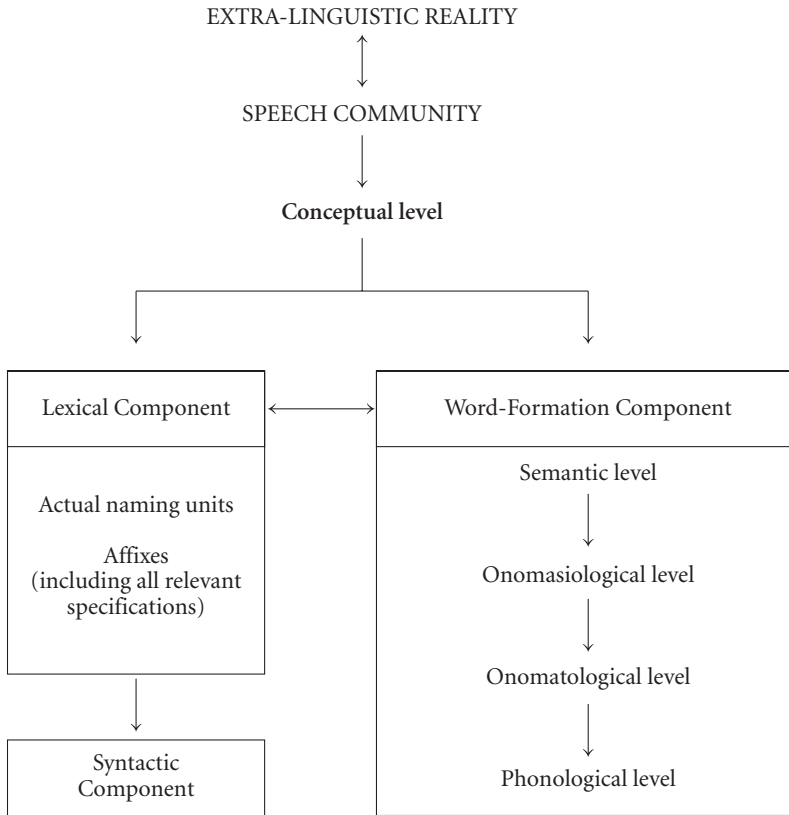 EXTRA-LINGUISTIC REALITY
SPEECH COMMUNITY
Conceptual level
Lexical Component
Actual naming units
Affixes
(including all relevant
specifications)
Syntactic
Component
Word-Formation Component
Semantic level
Onomasiological level
Onomatological level
Phonological level